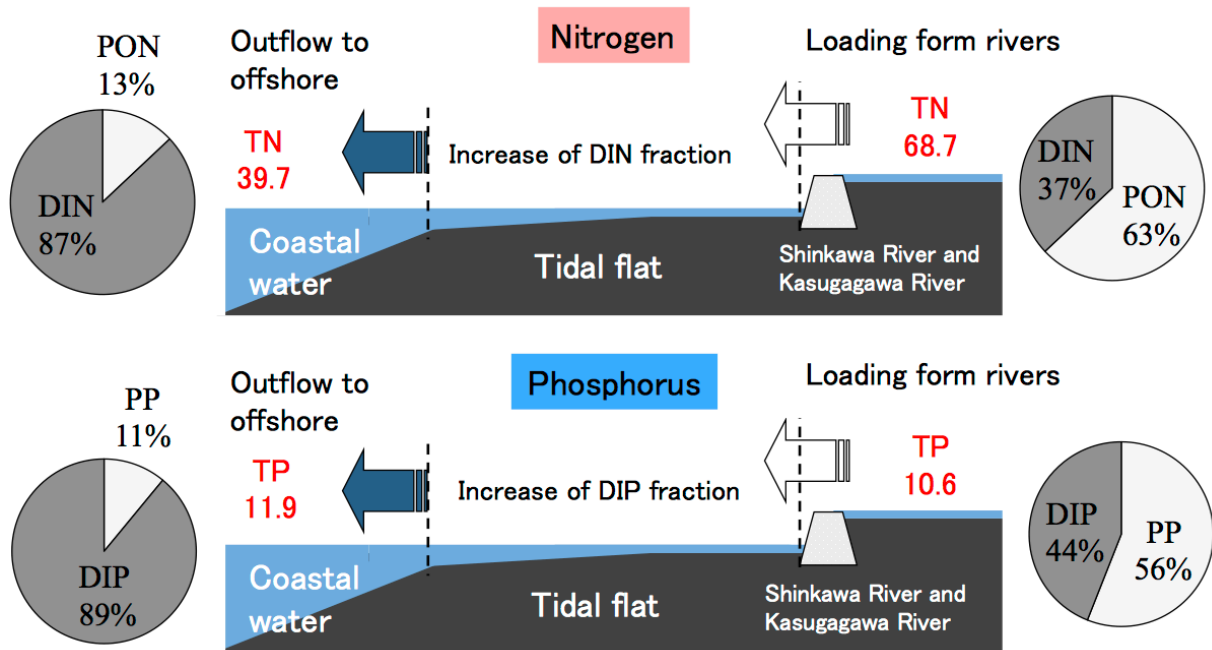 Nitrogen
PON
13%
DIN
87%
Outflow to
offshore
TN
39.7
Increase of DIN fraction
Loading form rivers
TN
68.7
DIN
37%
PON
63%
Coastal
water
Tidal flat
Shinkawa River and
Kasugagawa River
Phosphorus
PP
11%
DIP
89%
Outflow to
offshore
TP
11.9
Increase of DIP fraction
Loading form rivers
TP
10.6
DIP
44%
PP
56%
Coastal
water
Tidal flat
Shinkawa River and
Kasugagawa River